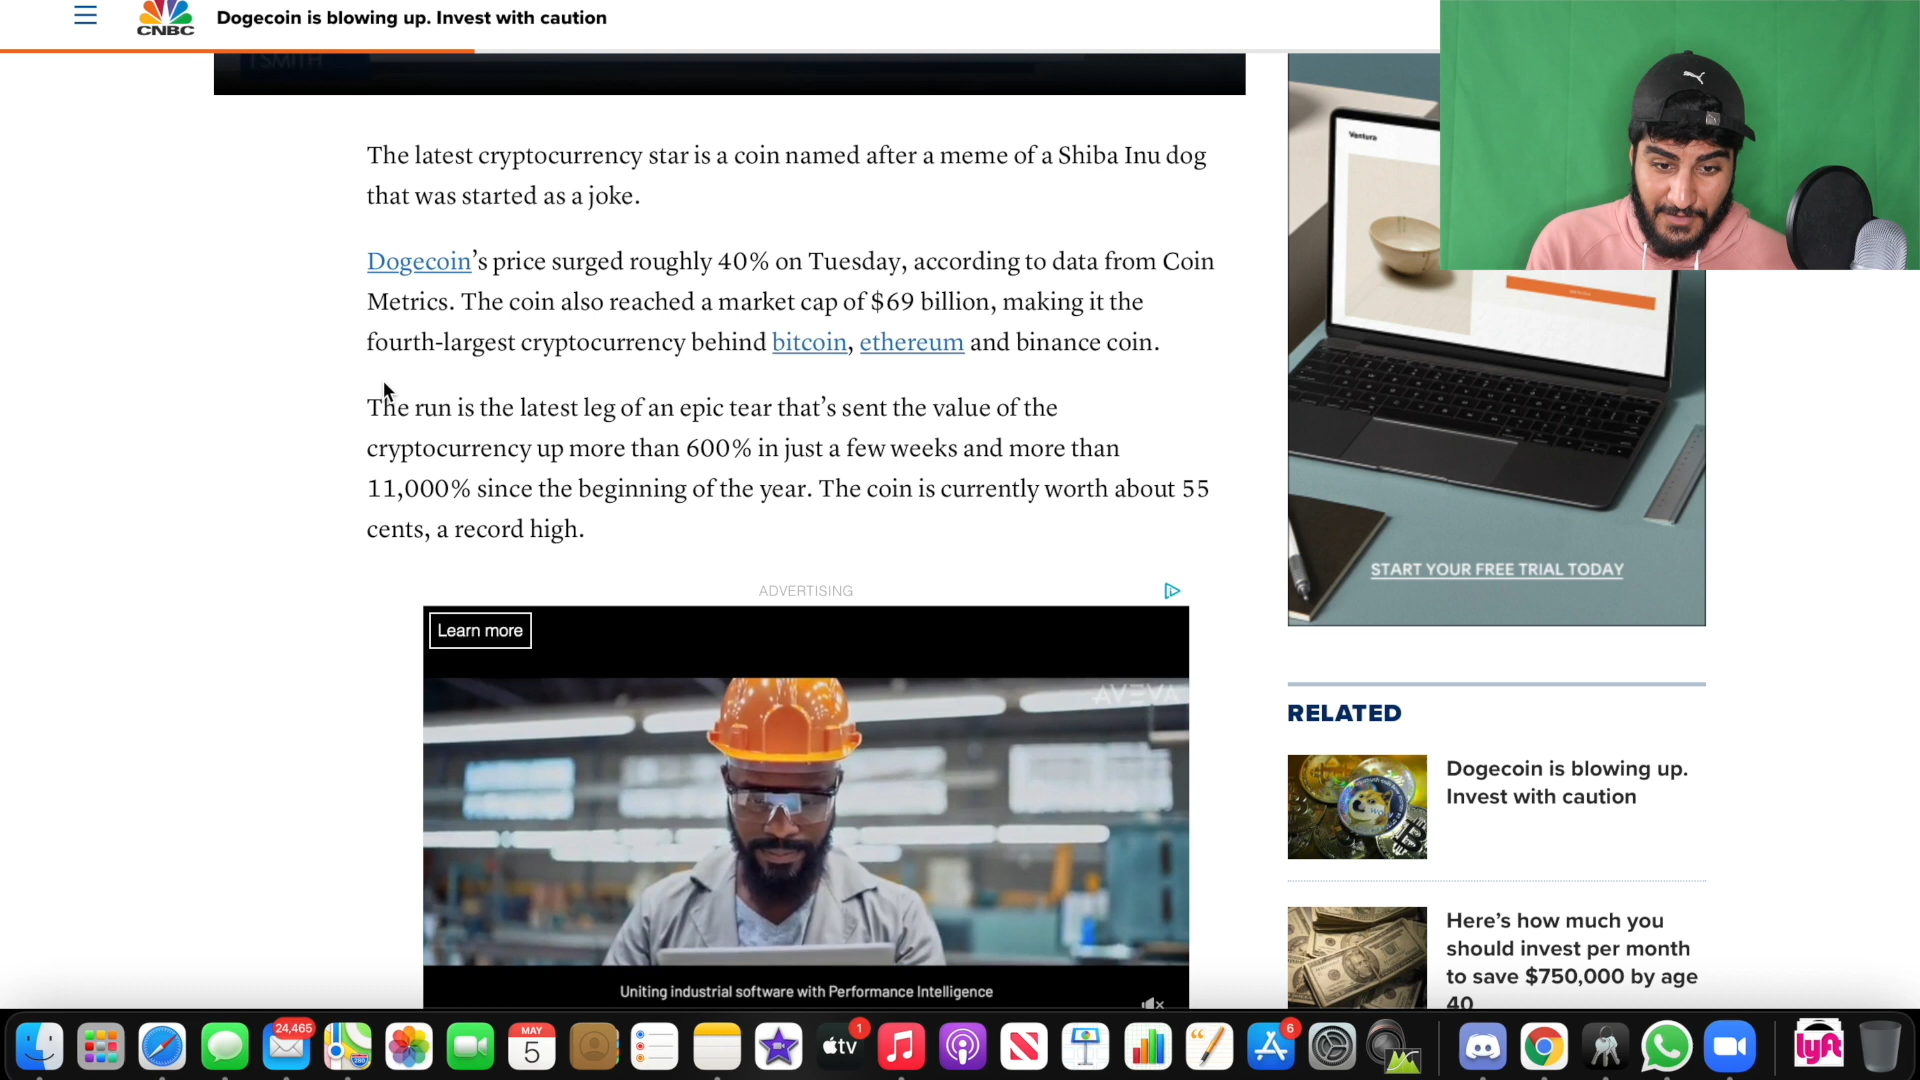 CNBC
Dogecoin is blowing up. Invest with caution
T SMITH
The latest cryptocurrency star is a coin named after a meme of a Shiba Inu dog
that was started as a joke.
Dogecoin’s price surged roughly 40% on Tuesday, according to data from Coin
Metrics. The coin also reached a market cap of $69 billion, making it the
fourth-largest cryptocurrency behind bitcoin, ethereum and binance coin.
The run is the latest leg of an epic tear that’s sent the value of the
cryptocurrency up more than 600% in just a few weeks and more than
11,000% since the beginning of the year. The coin is currently worth about 55
cents, a record high.
ADVERTISING
Learn more
AVEVA
Uniting industrial software with Performance Intelligence
Ventura
START YOUR FREE TRIAL TODAY
RELATED
Dogecoin is blowing up.
Invest with caution
Here’s how much you
should invest per month
to save $750,000 by age
40
24,465
MAY
5
tv
1
6
lyft